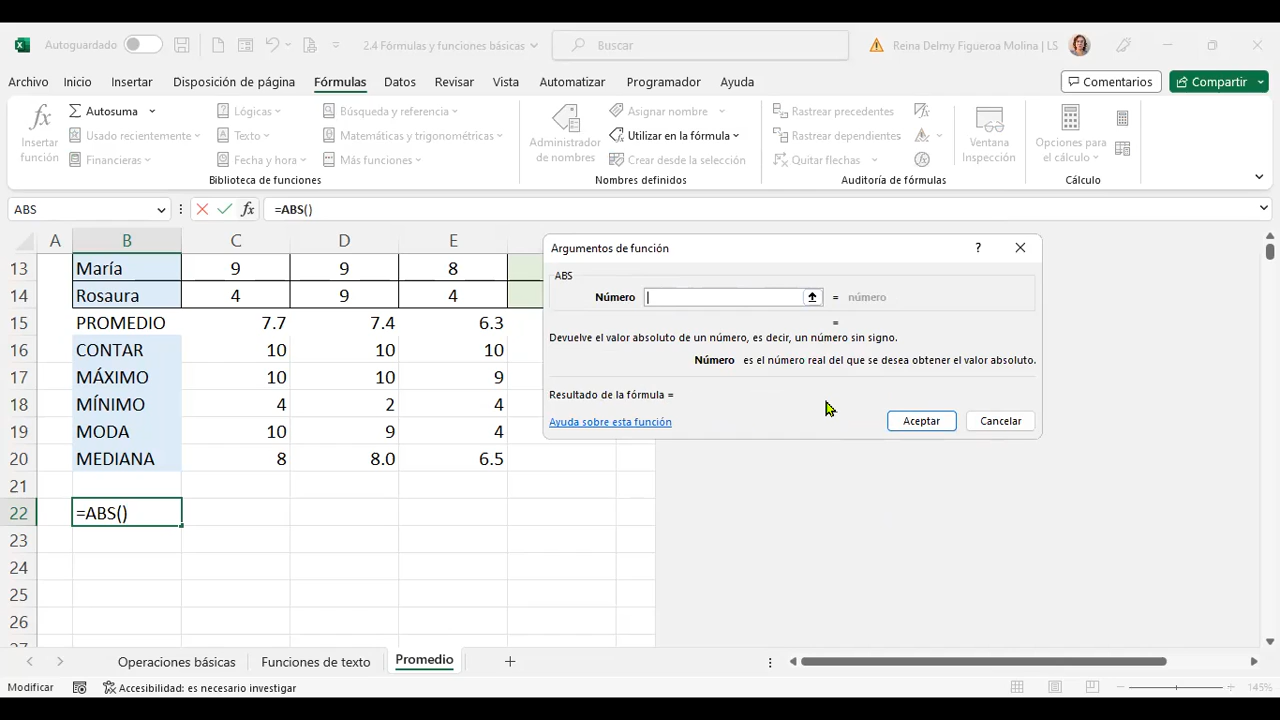 Autoguardado 2.4 Fórmulas y funciones básicas Buscar Reina Delmy Figueroa Molina | LS
Archivo Inicio Insertar Disposición de página Fórmulas Datos Revisar Vista Automatizar Programador Ayuda Comentarios Compartir
fx Insertar función
Autosuma
Usado recientemente
Financieras
Lógicas
Texto
Fecha y hora
Búsqueda y referencia
Matemáticas y trigonométricas
Más funciones
Biblioteca de funciones
Administrador de nombres
Asignar nombre
Utilizar en la fórmula
Crear desde la selección
Nombres definidos
Rastrear precedentes
Rastrear dependientes
Quitar flechas
Auditoría de fórmulas
Ventana Inspección
Opciones para el cálculo
Cálculo
ABS fx =ABS()
A B C D E
13 María 9 9 8
14 Rosaura 4 9 4
15 PROMEDIO 7.7 7.4 6.3
16 CONTAR 10 10 10
17 MÁXIMO 10 10 9
18 MÍNIMO 4 2 4
19 MODA 10 9 4
20 MEDIANA 8 8.0 6.5
21
22 =ABS()
23
24
25
26
27
Argumentos de función ?
ABS
Número = número
=
Devuelve el valor absoluto de un número, es decir, un número sin signo.
Número es el número real del que se desea obtener el valor absoluto.
Resultado de la fórmula =
Ayuda sobre esta función Aceptar Cancelar
Operaciones básicas Funciones de texto Promedio
Modificar Accesibilidad: es necesario investigar 145%